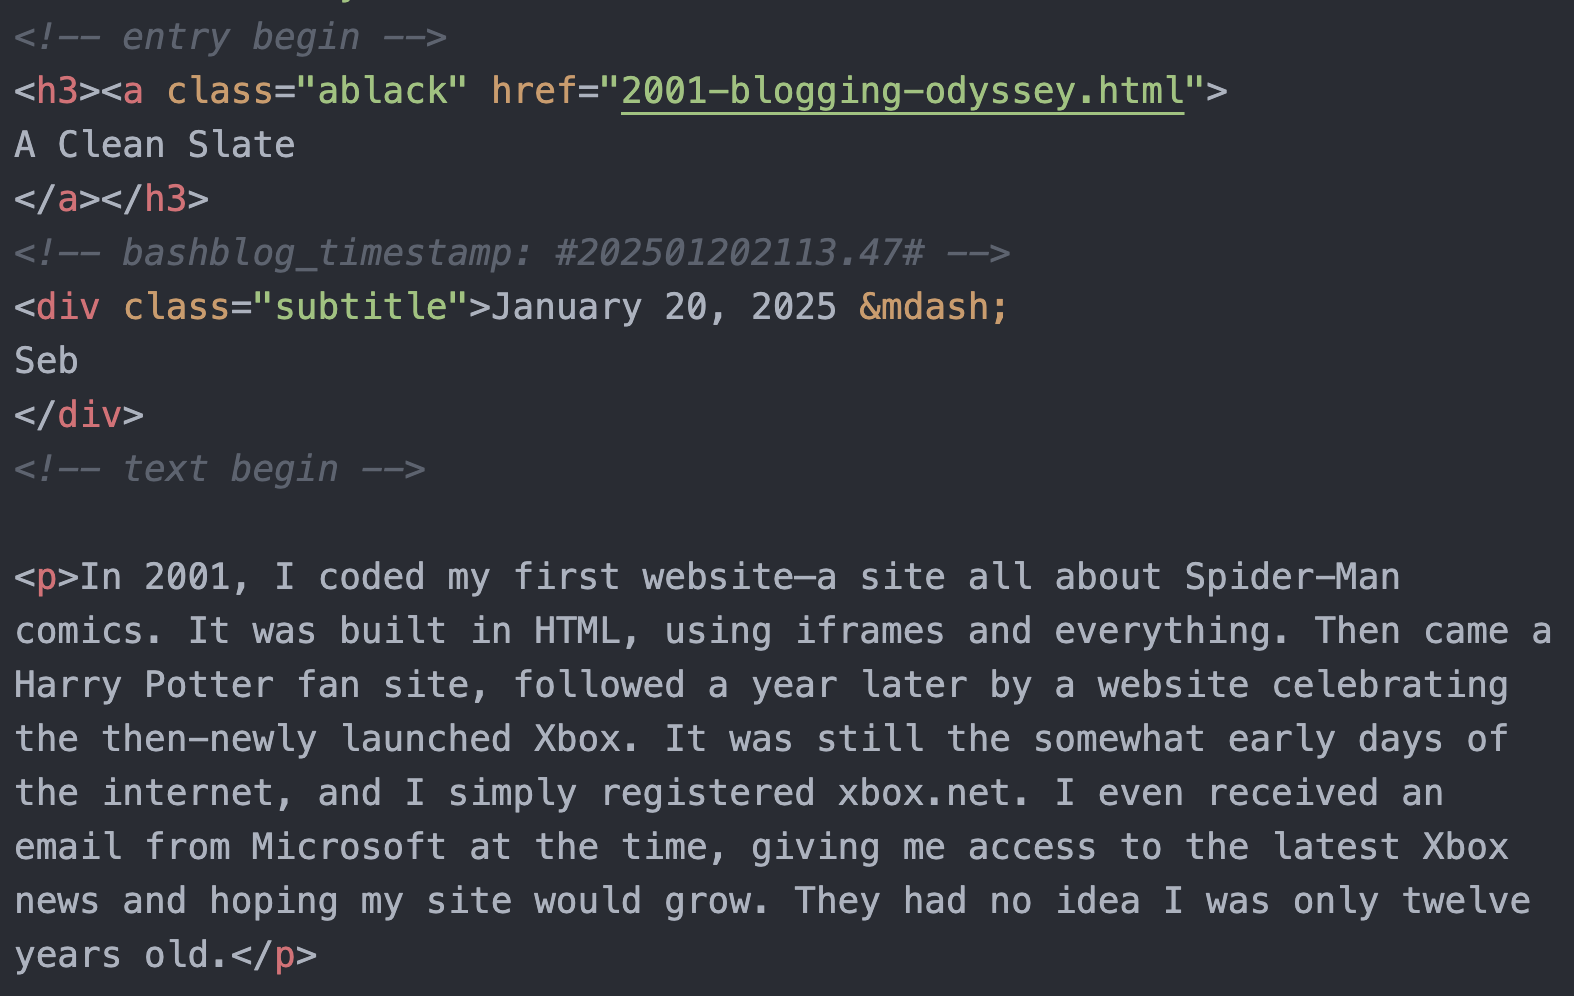 <!-- entry begin -->
<h3><a class="ablack" href="2001-blogging-odyssey.html">
A Clean Slate
</a></h3>
<!-- bashblog_timestamp: #202501202113.47# -->
<div class="subtitle">January 20, 2025 &mdash;
Seb
</div>
<!-- text begin -->

<p>In 2001, I coded my first website—a site all about Spider-Man
comics. It was built in HTML, using iframes and everything. Then came a
Harry Potter fan site, followed a year later by a website celebrating
the then-newly launched Xbox. It was still the somewhat early days of
the internet, and I simply registered xbox.net. I even received an
email from Microsoft at the time, giving me access to the latest Xbox
news and hoping my site would grow. They had no idea I was only twelve
years old.</p>